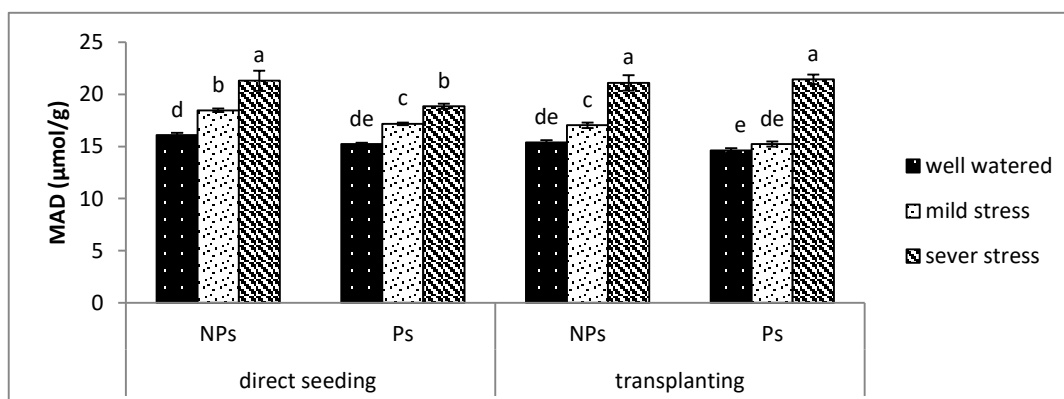 MAD (µmol/g)
25
20
15
10
5
0
d
b
a
de
c
b
de
c
a
e
de
a
NPs
Ps
NPs
Ps
direct seeding
transplanting
well watered
mild stress
sever stress